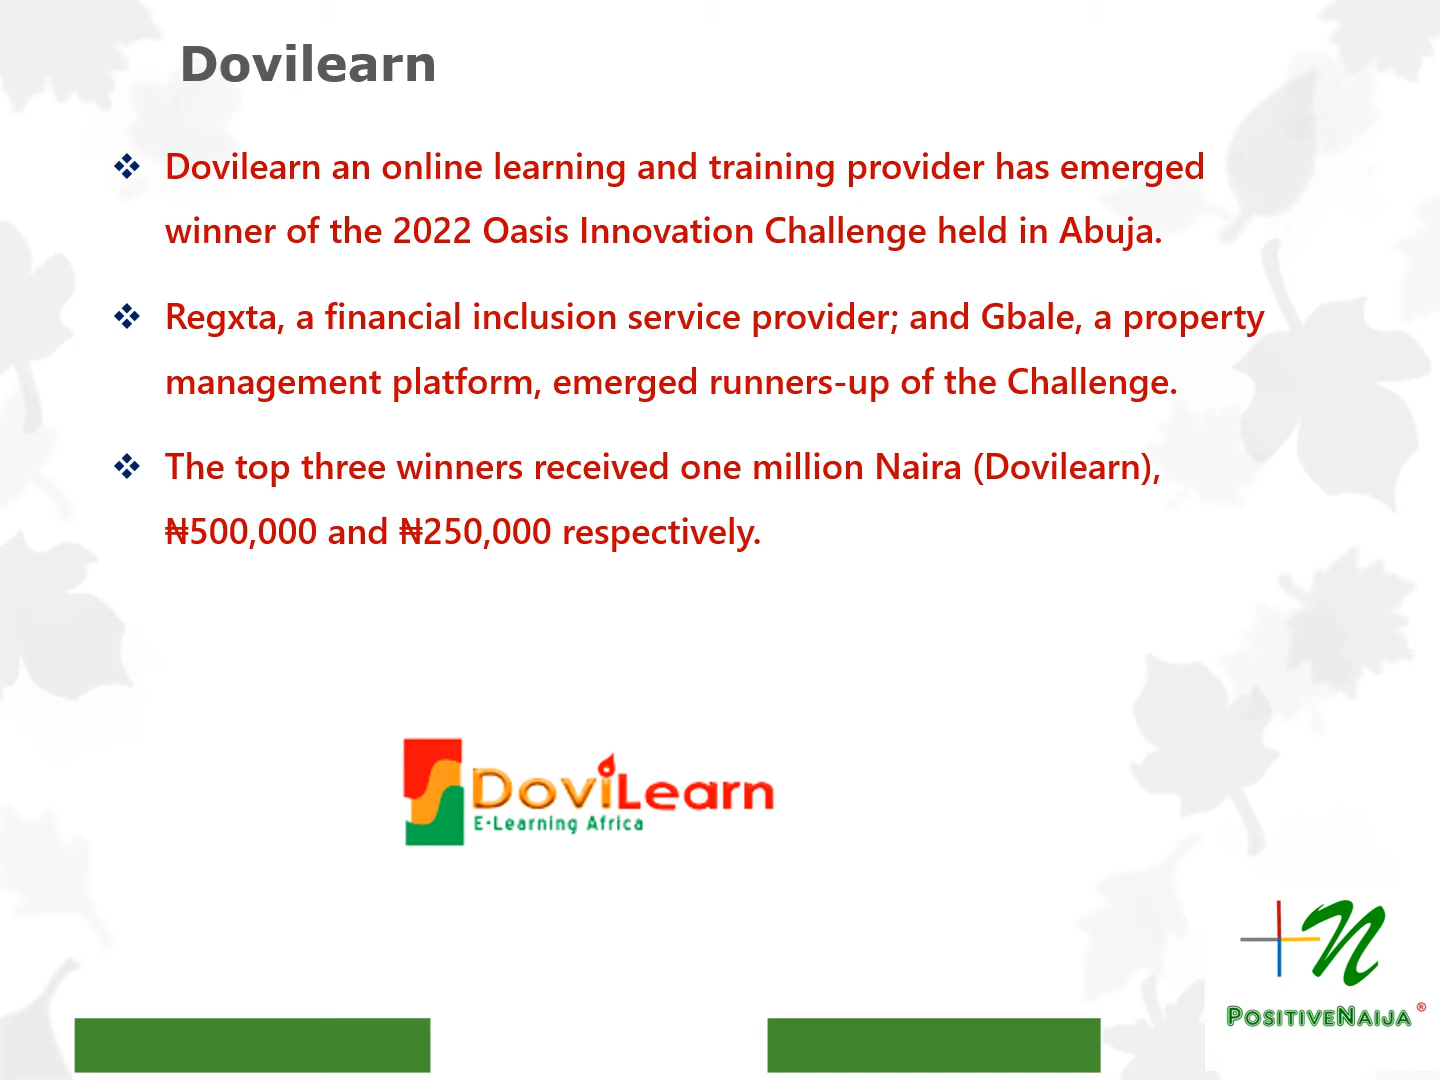 Dovilearn
❖ Dovilearn an online learning and training provider has emerged
winner of the 2022 Oasis Innovation Challenge held in Abuja.
❖ Regxta, a financial inclusion service provider; and Gbale, a property
management platform, emerged runners-up of the Challenge.
❖ The top three winners received one million Naira (Dovilearn),
₦500,000 and ₦250,000 respectively.
DoviLearn
E-Learning Africa
N
PositiveNaija®